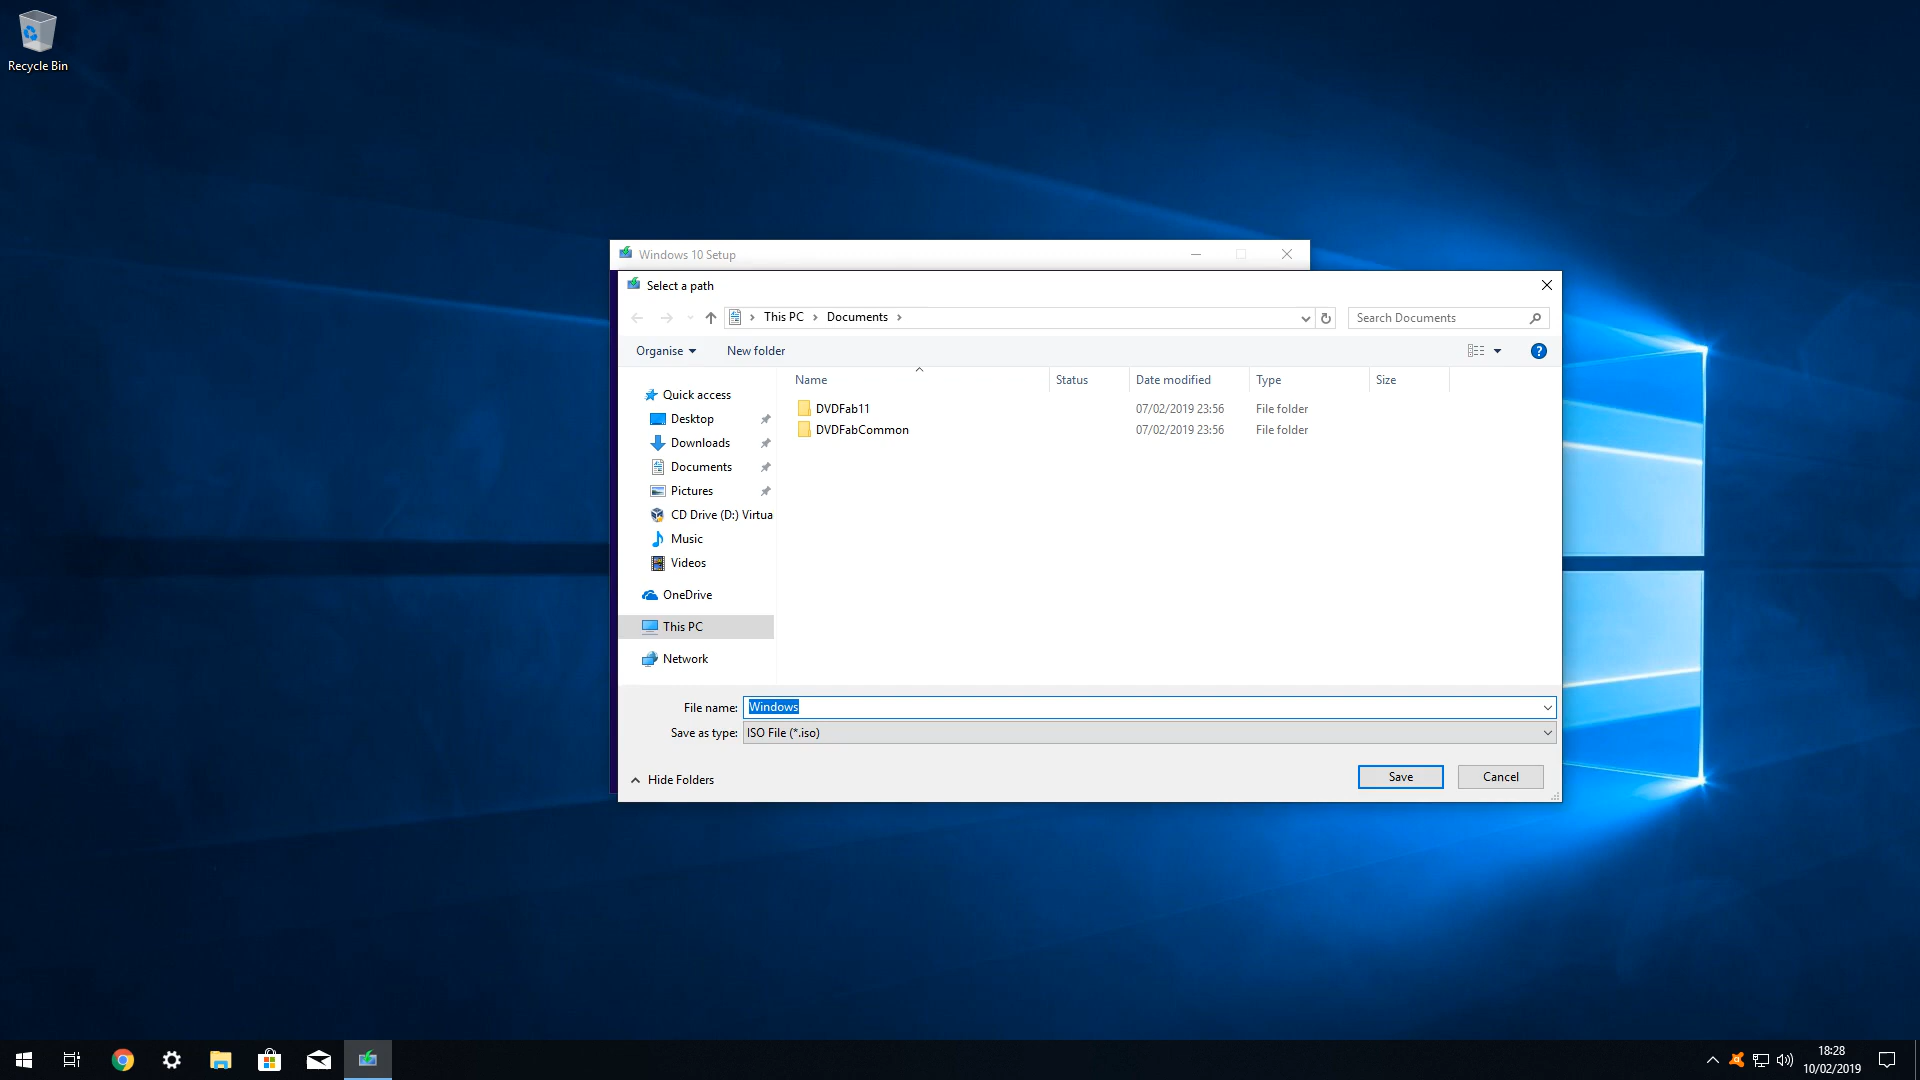 Recycle Bin
Windows 10 Setup
Select a path
This PC
Documents
Search Documents
Organise
New folder
?
Name
Status
Date modified
Type
Size
DVDFab11
07/02/2019 23:56
File folder
DVDFabCommon
07/02/2019 23:56
File folder
Quick access
Desktop
Downloads
Documents
Pictures
CD Drive (D:) Virtua
Music
Videos
OneDrive
This PC
Network
File name: Windows
Save as type: ISO File (*.iso)
Hide Folders
Save
Cancel
18:28
10/02/2019